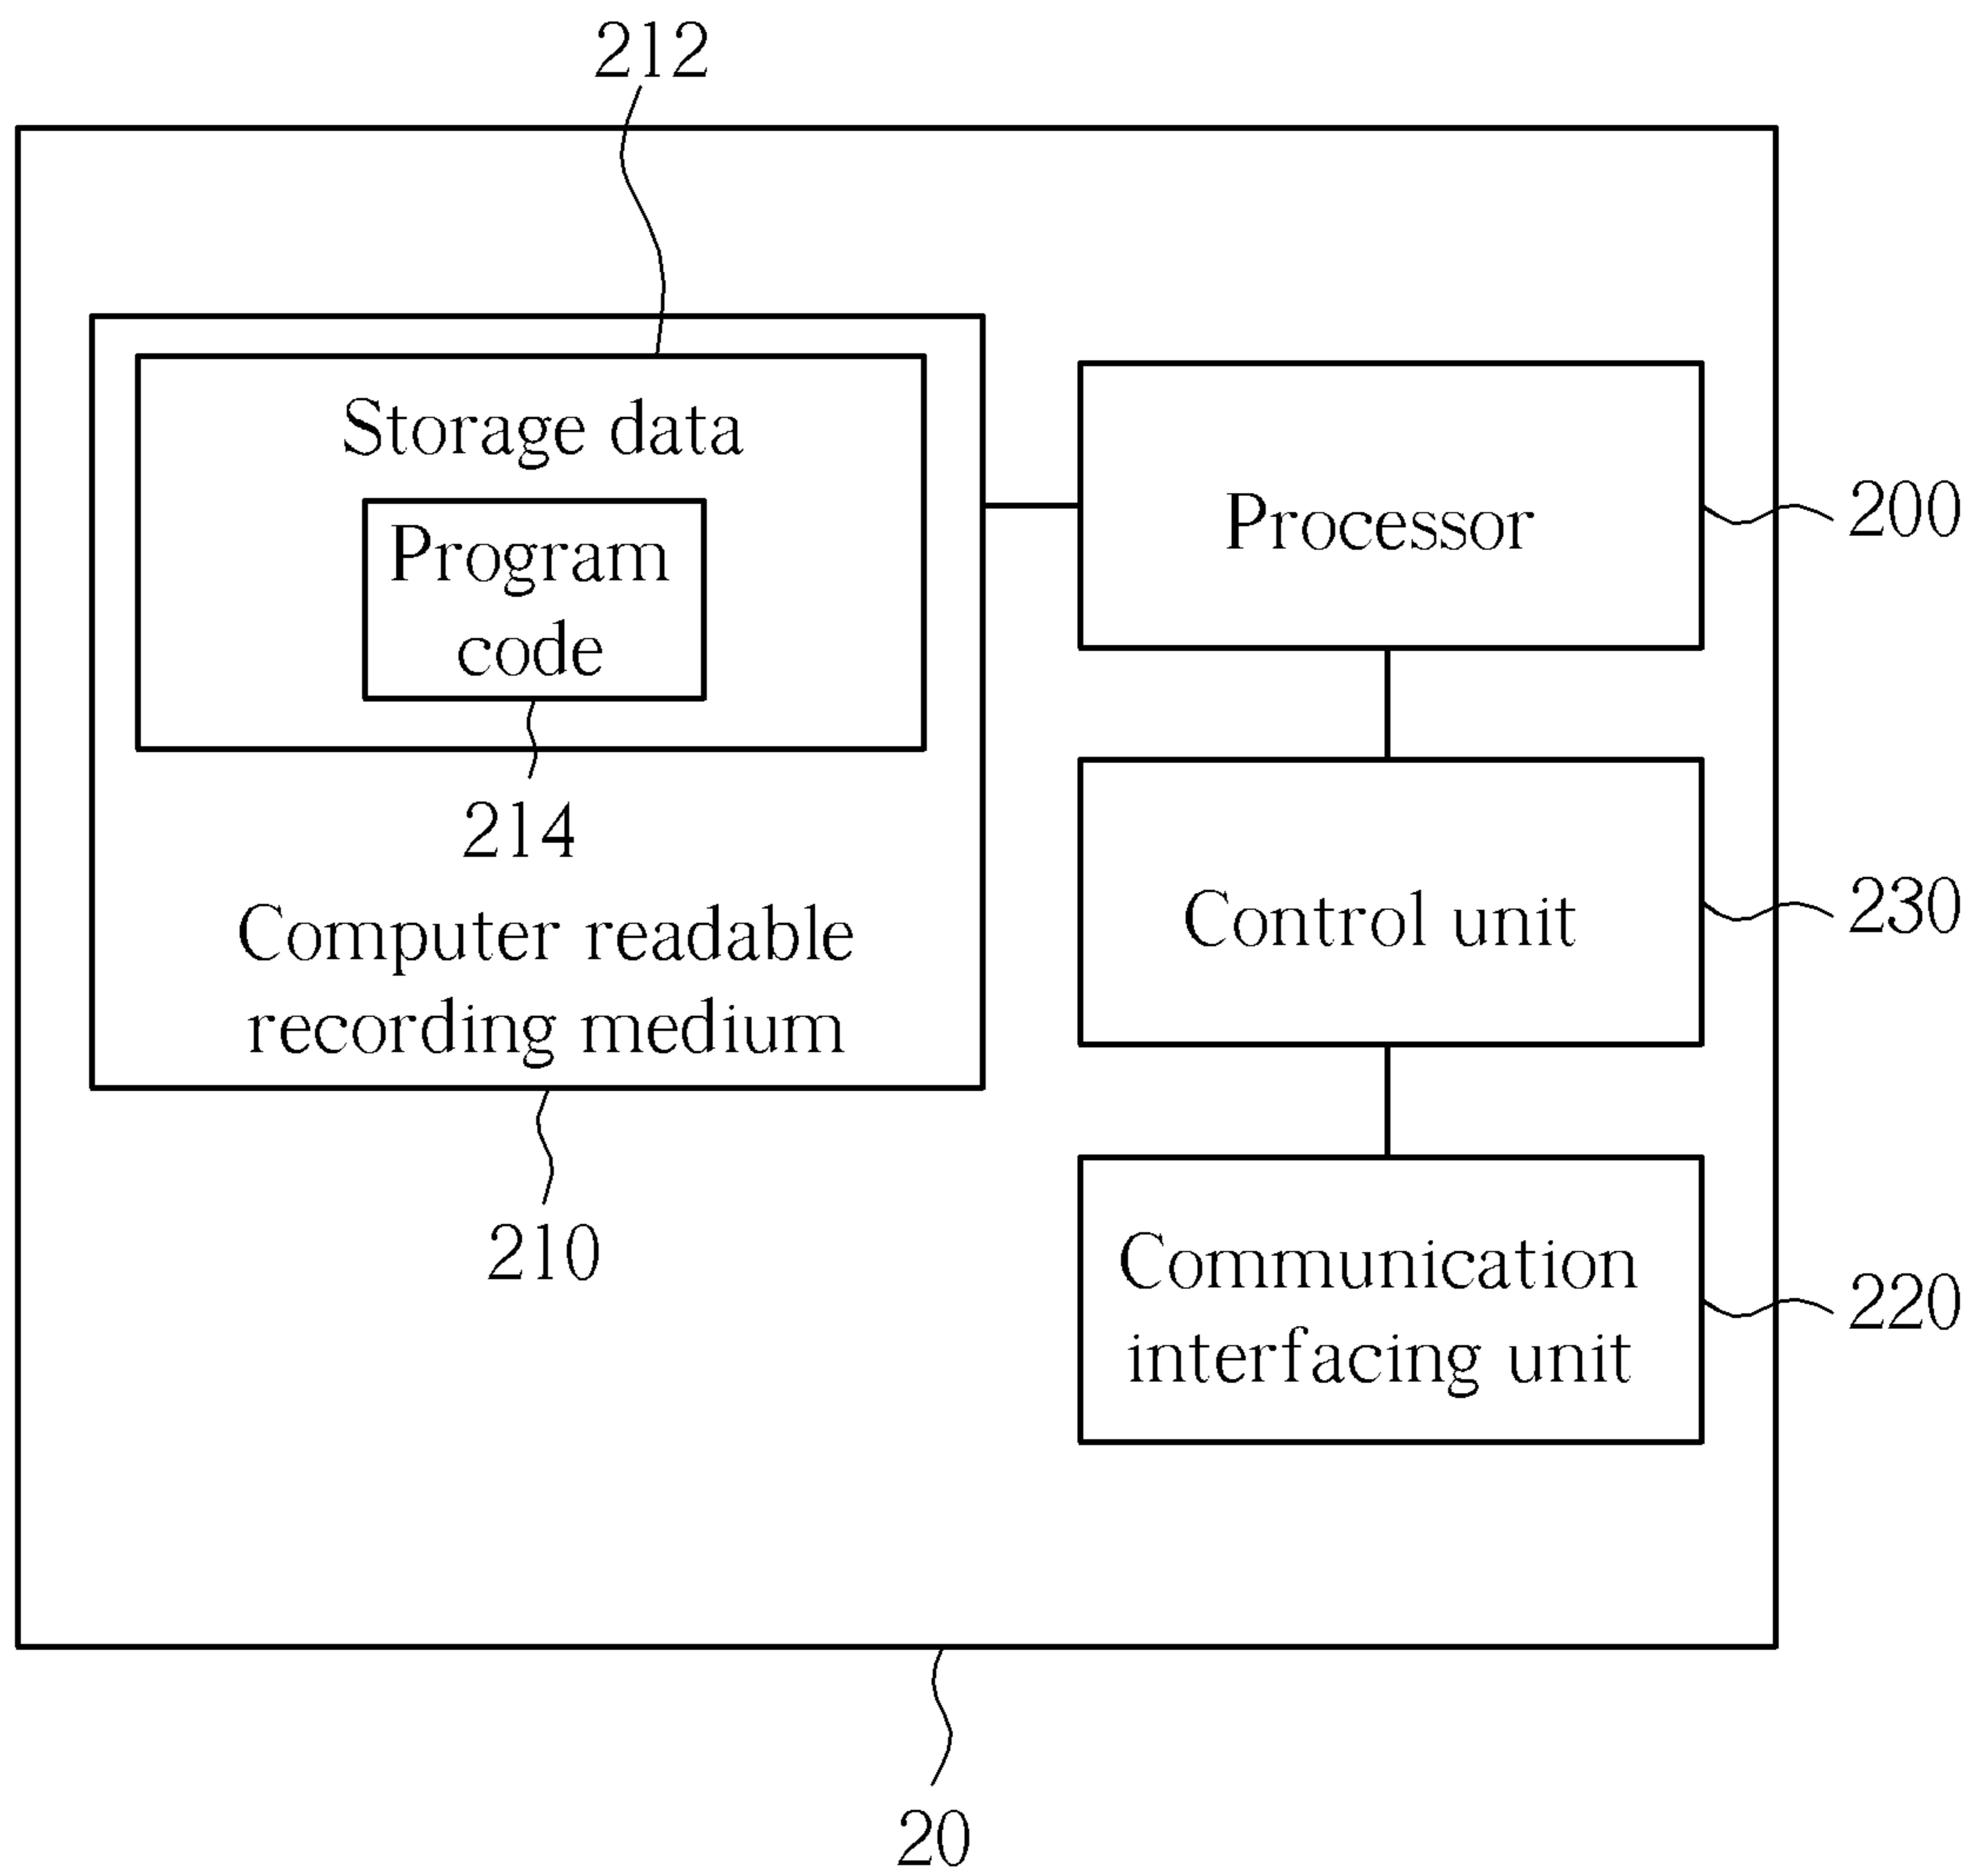 212
Storage data
Program
code
214
Computer readable
recording medium
210
Processor
200
Control unit
230
Communication
interfacing unit
220
20